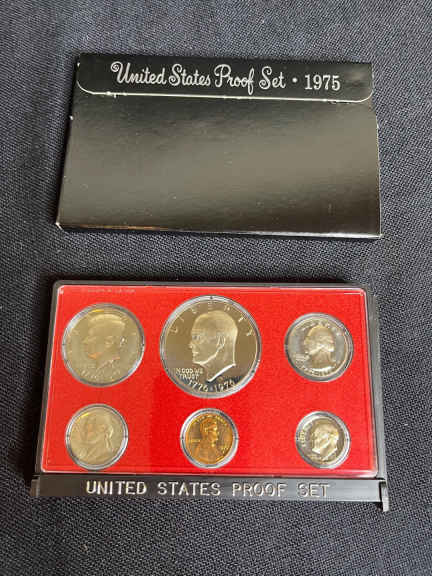 United States Proof Set · 1975
LIBERTY
IN GOD WE
TRUST
1776·1976
UNITED STATES PROOF SET